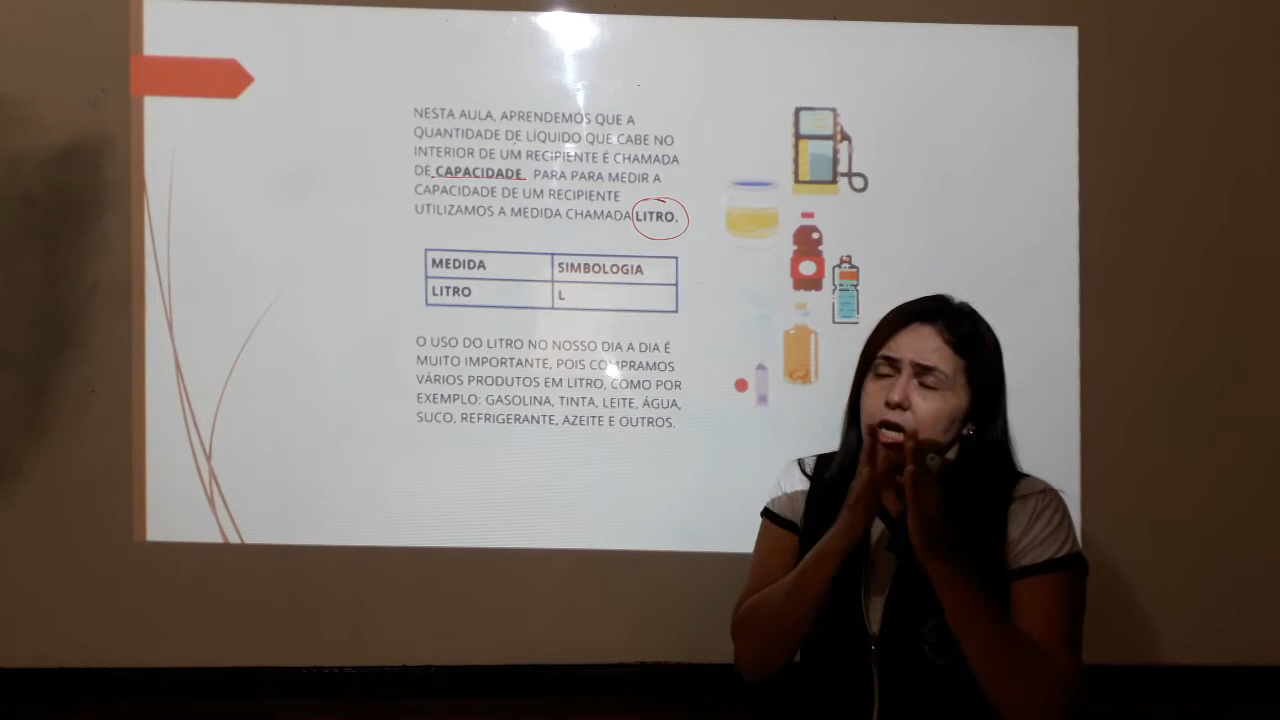 NESTA AULA, APRENDEMOS QUE A
QUANTIDADE DE LÍQUIDO QUE CABE NO
INTERIOR DE UM RECIPIENTE É CHAMADA
DE CAPACIDADE. PARA PARA MEDIR A
CAPACIDADE DE UM RECIPIENTE
UTILIZAMOS A MEDIDA CHAMADA LITRO.
MEDIDA SIMBOLOGIA
LITRO L
O USO DO LITRO NO NOSSO DIA A DIA É
MUITO IMPORTANTE, POIS COMPRAMOS
VÁRIOS PRODUTOS EM LITRO, COMO POR
EXEMPLO: GASOLINA, TINTA, LEITE, ÁGUA,
SUCO, REFRIGERANTE, AZEITE E OUTROS.